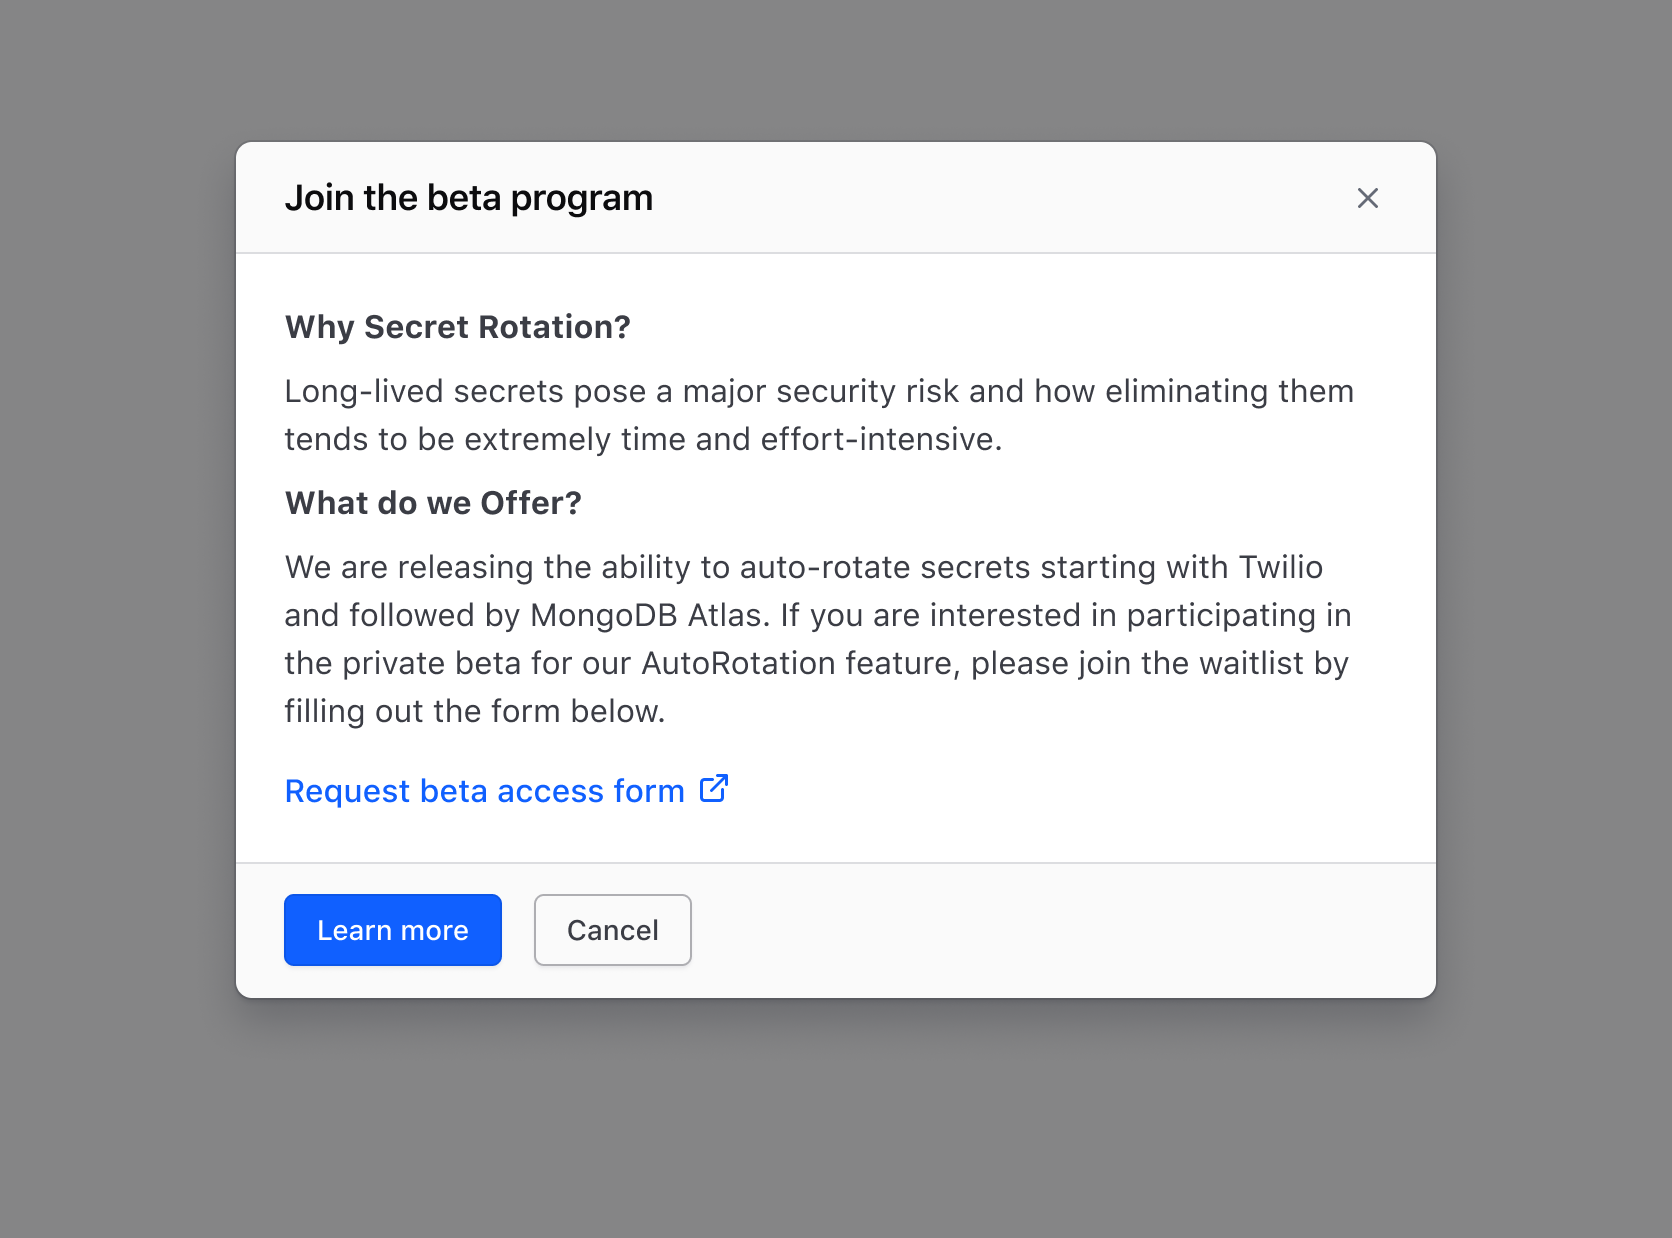 Join the beta program
Why Secret Rotation?
Long-lived secrets pose a major security risk and how eliminating them
tends to be extremely time and effort-intensive.
What do we Offer?
We are releasing the ability to auto-rotate secrets starting with Twilio
and followed by MongoDB Atlas. If you are interested in participating in
the private beta for our AutoRotation feature, please join the waitlist by
filling out the form below.
Request beta access form
Learn more
Cancel